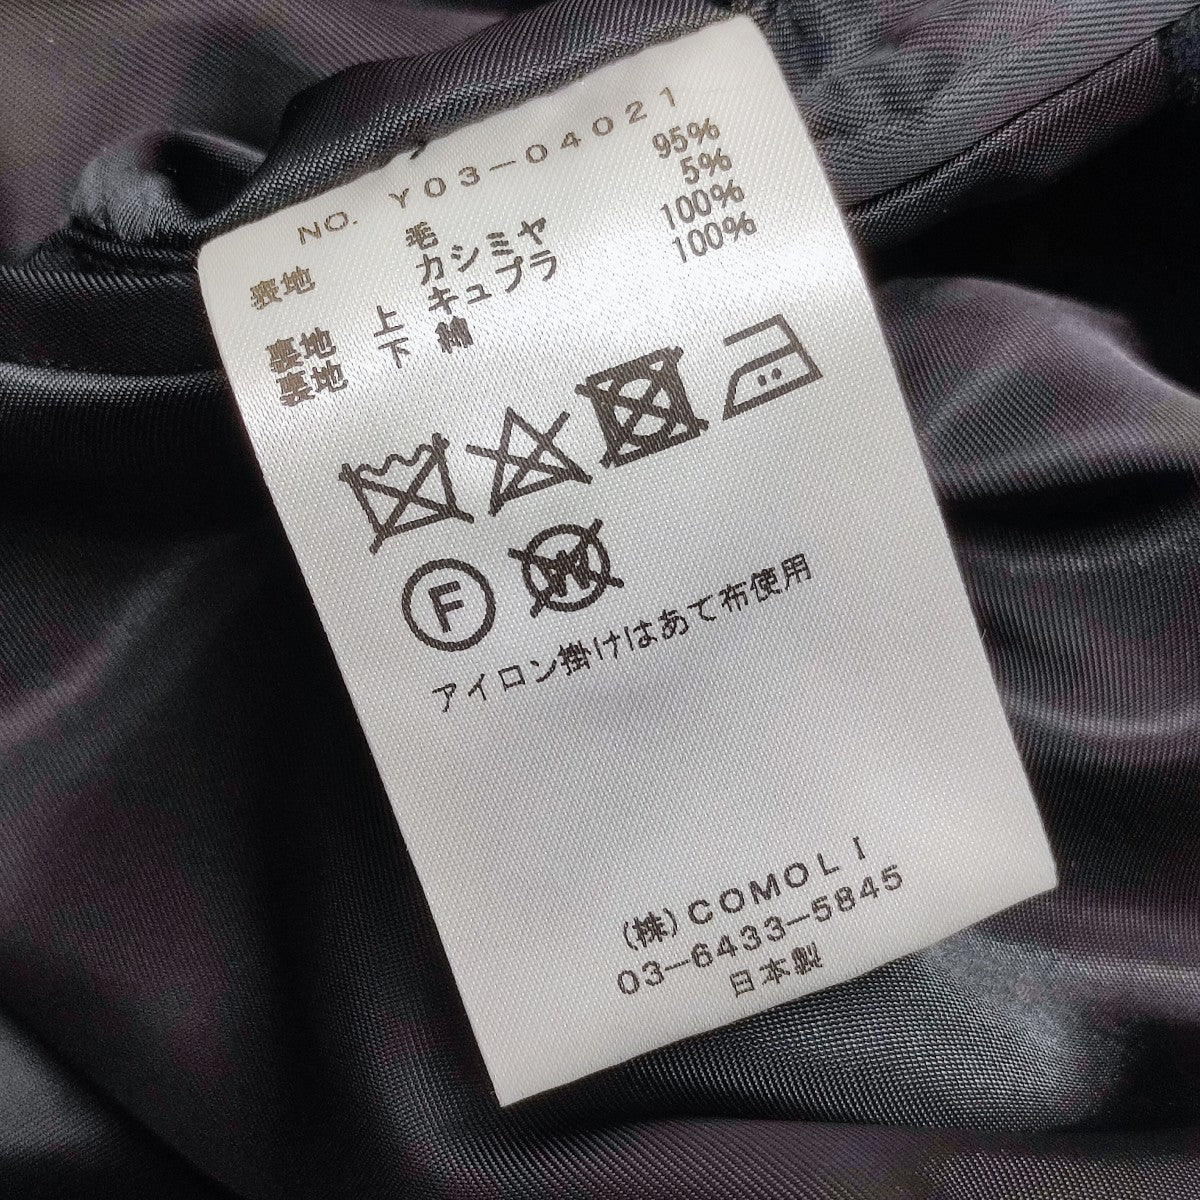 NO. Y03-04021
表地 毛 95%
カシミヤ 5%
裏地 上 キュプラ 100%
裏地 下 綿 100%
F
W
アイロン掛けはあて布使用
(株)COMOLI
03-6433-5845
日本製